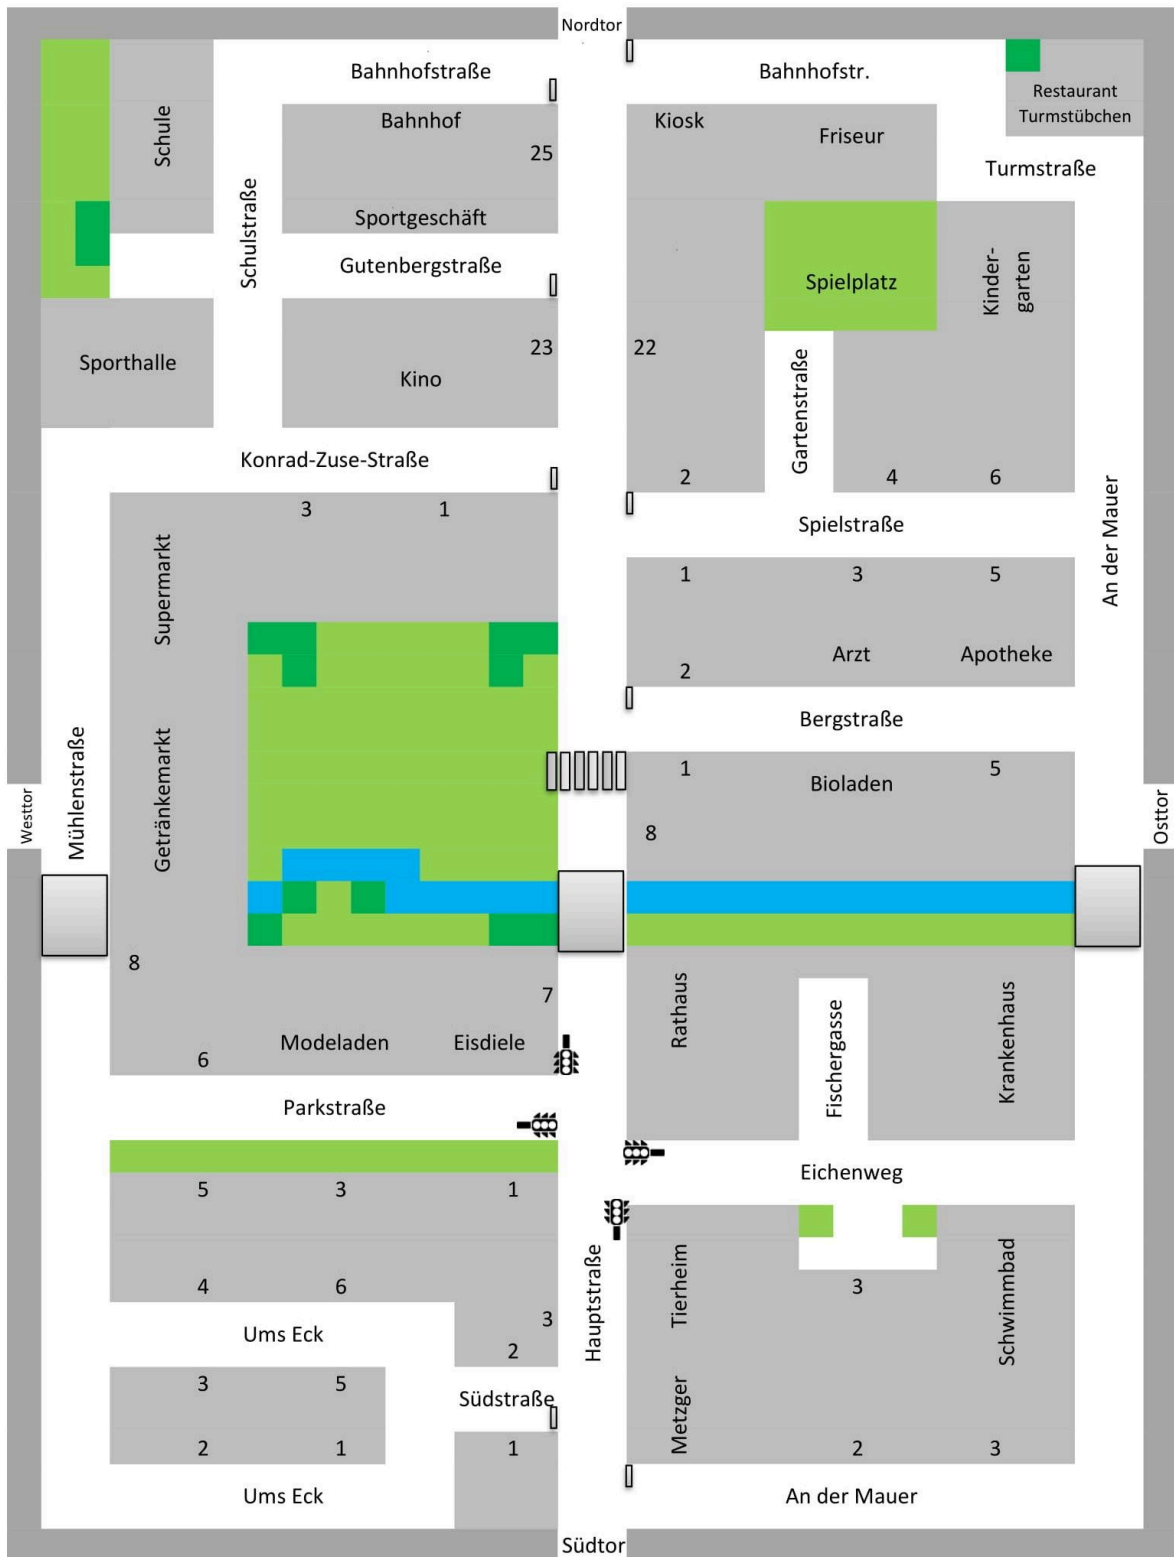 Nordtor
Bahnhofstraße
Bahnhofstr.
Restaurant
Turmstübchen
Schule
Bahnhof
25
Kiosk
Friseur
Turmstraße
Schulstraße
Sportgeschäft
Gutenbergstraße
Spielplatz
Kinder-
garten
Sporthalle
23
Kino
22
Gartenstraße
Konrad-Zuse-Straße
2
4
6
An der Mauer
3
1
Spielstraße
Supermarkt
1
3
5
2
Arzt
Apotheke
Bergstraße
Westtor
Mühlenstraße
Getränkemarkt
1
Bioladen
5
8
Osttor
8
7
6
Modeladen
Eisdiele
Rathaus
Fischergasse
Krankenhaus
Parkstraße
Eichenweg
5
3
1
Hauptstraße
Tierheim
3
Schwimmbad
4
6
3
2
Ums Eck
3
5
Südstraße
Metzger
2
1
1
2
3
Ums Eck
An der Mauer
Südtor